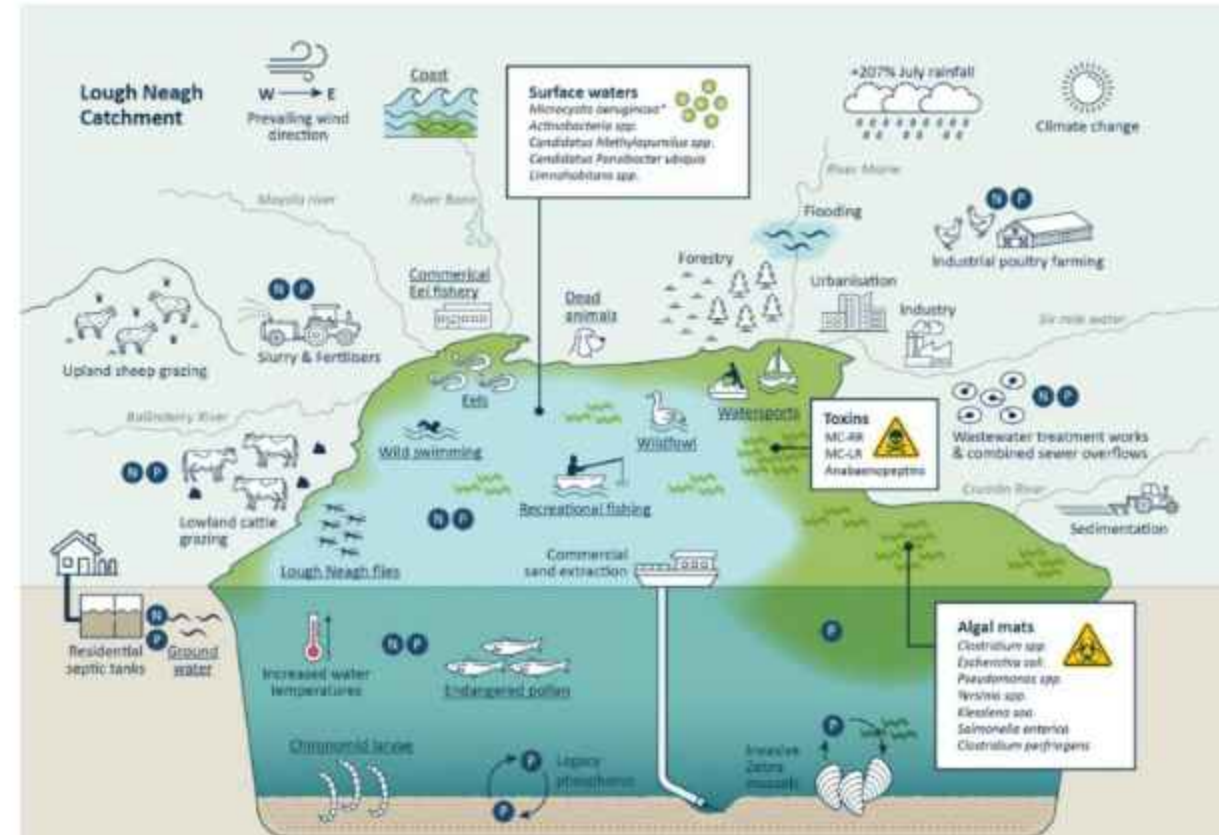 Lough Neagh
Catchment
W → E
Prevailing wind
direction
Coast
Surface waters
Microcystis aeruginosa*
Actinobacteria spp.
Candidatus Methylopumilus spp.
Candidatus Fonsibacter ubiquis
Limnohabitans spp.
+207% July rainfall
Climate change
Moyola river
River Bann
River Maine
Flooding
N P
Industrial poultry farming
Commerical
Eel fishery
Dead
animals
Forestry
Urbanisation
Industry
Six mile water
N P
Slurry & Fertilisers
Upland sheep grazing
Ballinderry River
Eels
Wild swimming
Wildfowl
Watersports
Toxins
MC-RR
MC-LR
Anabaenopeptins
N P
Wastewater treatment works
& combined sewer overflows
Crumlin River
Sedimentation
N P
Lowland cattle
grazing
Recreational fishing
N P
Lough Neagh flies
Commercial
sand extraction
N
P
Residential
septic tanks
Ground
water
Increased water
temperatures
N P
Endangered pollan
P
Algal mats
Clostridium spp.
Escherichia coli.
Pseudomonas spp.
Yersinia spp.
Salmonella enterica
Clostridium perfringens
Chironomid larvae
P
Legacy
phosphorus
P
Invasive
Zebra
mussels
P